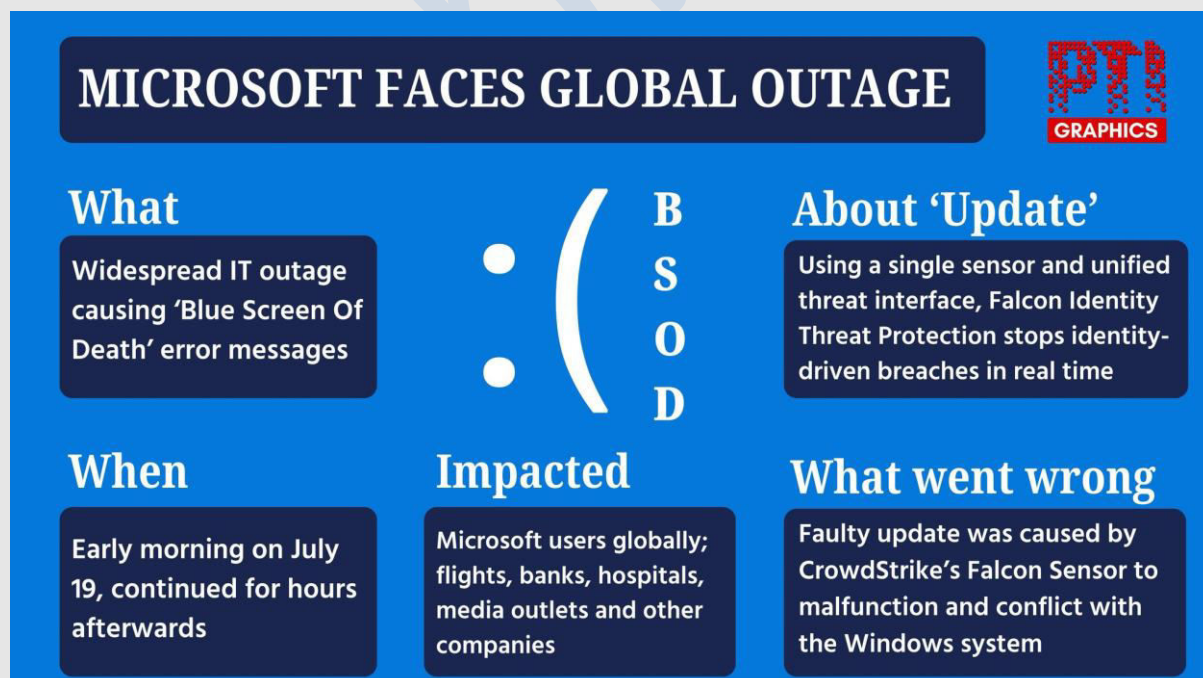 MICROSOFT FACES GLOBAL OUTAGE
PTI
GRAPHICS
What
Widespread IT outage
causing ‘Blue Screen Of
Death’ error messages
:(
B
S
O
D
About ‘Update’
Using a single sensor and unified
threat interface, Falcon Identity
Threat Protection stops identity-
driven breaches in real time
When
Early morning on July
19, continued for hours
afterwards
Impacted
Microsoft users globally;
flights, banks, hospitals,
media outlets and other
companies
What went wrong
Faulty update was caused by
CrowdStrike’s Falcon Sensor to
malfunction and conflict with
the Windows system